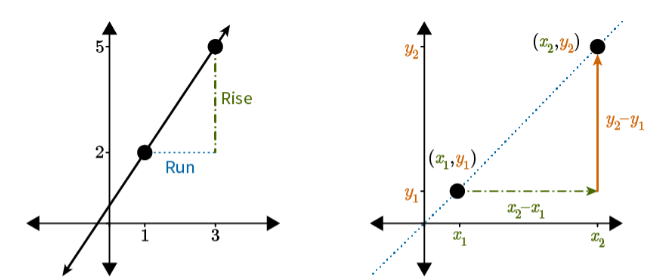 5
Rise
2
Run
1
3
y₂
(x₂,y₂)
y₂–y₁
(x₁,y₁)
y₁
x₂–x₁
x₁
x₂